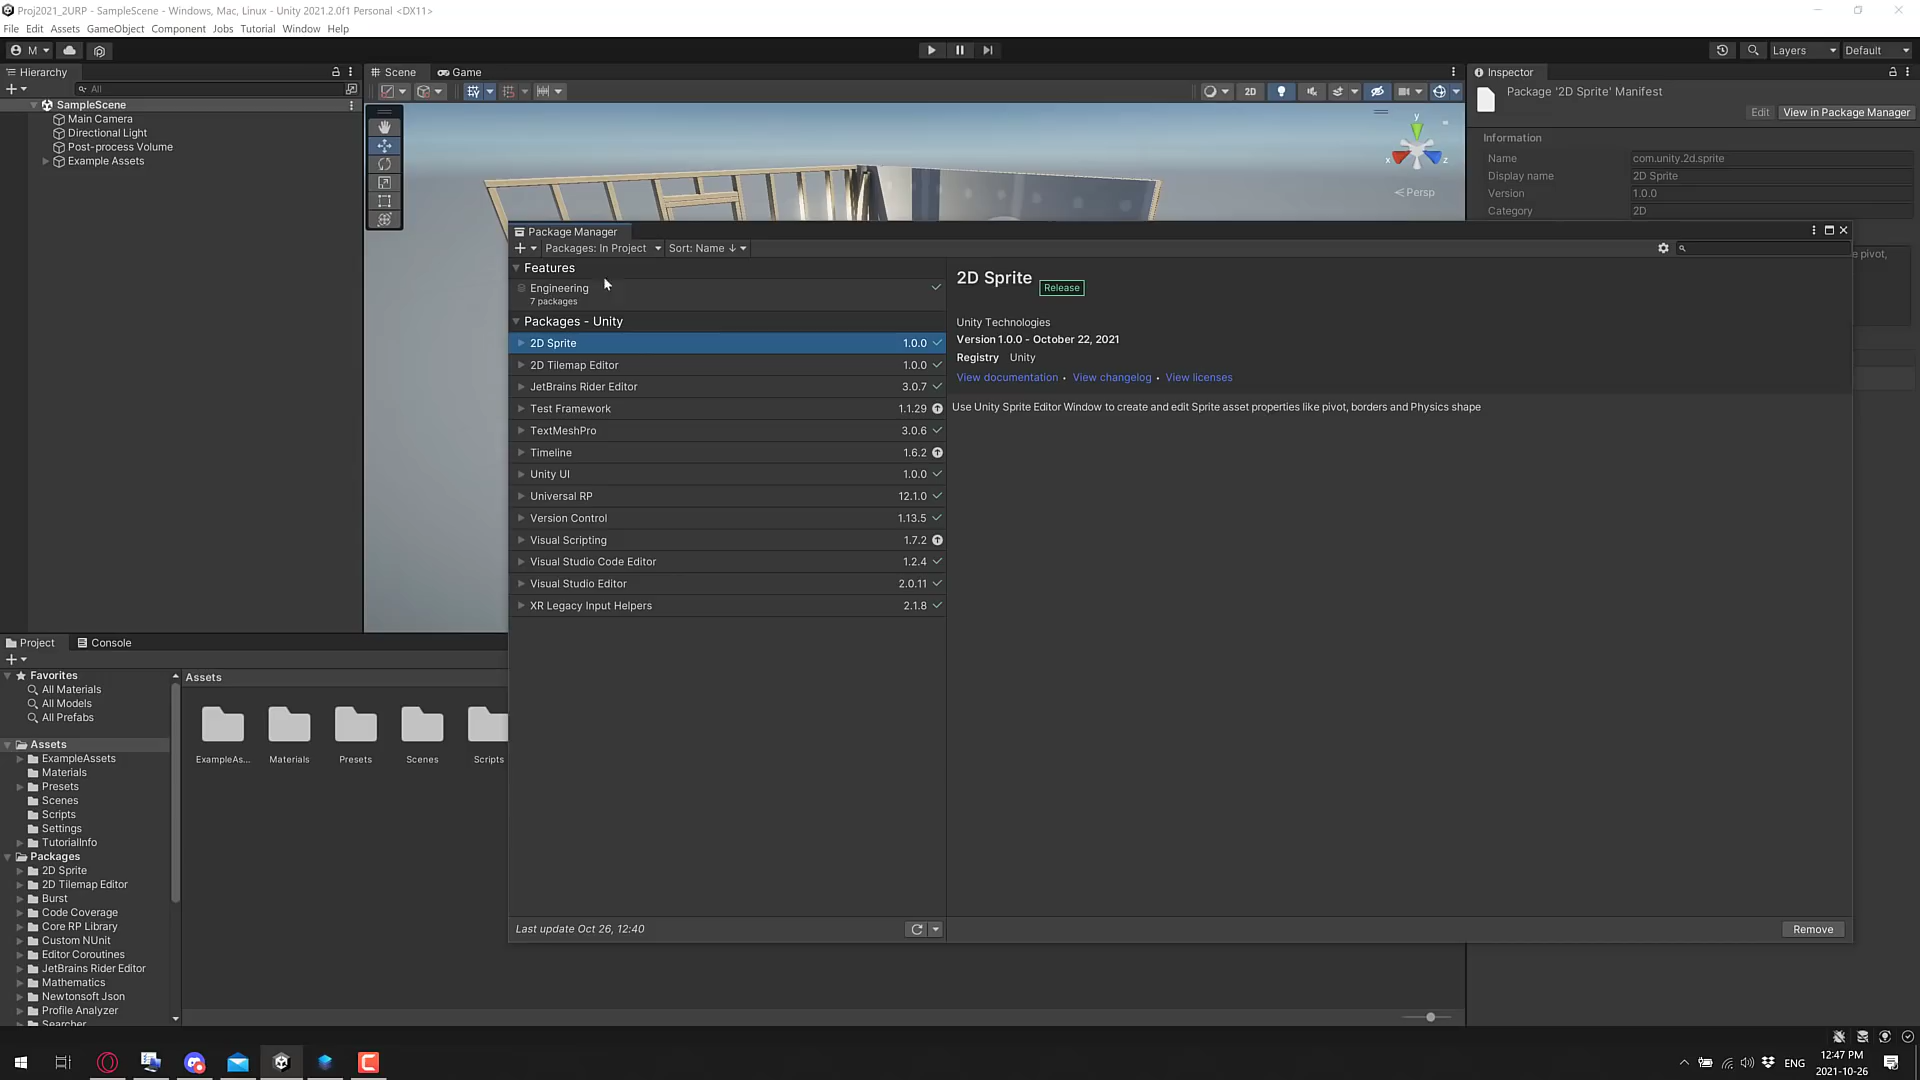 Proj2021_2URP - SampleScene - Windows, Mac, Linux - Unity 2021.2.0f1 Personal <DX11>
File Edit Assets GameObject Component Jobs Tutorial Window Help
M Layers Default
Hierarchy
All
SampleScene
Main Camera
Directional Light
Post-process Volume
Example Assets
Scene Game
2D
y
x z
Persp
Inspector
Package '2D Sprite' Manifest
Edit View in Package Manager
Information
Name com.unity.2d.sprite
Display name 2D Sprite
Version 1.0.0
Category 2D
e pivot,
Package Manager
Packages: In Project Sort: Name ↓
Features
Engineering
7 packages
Packages - Unity
2D Sprite 1.0.0
2D Tilemap Editor 1.0.0
JetBrains Rider Editor 3.0.7
Test Framework 1.1.29
TextMeshPro 3.0.6
Timeline 1.6.2
Unity UI 1.0.0
Universal RP 12.1.0
Version Control 1.13.5
Visual Scripting 1.7.2
Visual Studio Code Editor 1.2.4
Visual Studio Editor 2.0.11
XR Legacy Input Helpers 2.1.8
Last update Oct 26, 12:40
2D Sprite Release
Unity Technologies
Version 1.0.0 - October 22, 2021
Registry Unity
View documentation • View changelog • View licenses
Use Unity Sprite Editor Window to create and edit Sprite asset properties like pivot, borders and Physics shape
Remove
Project Console
Favorites
All Materials
All Models
All Prefabs
Assets
ExampleAssets
Materials
Presets
Scenes
Scripts
Settings
TutorialInfo
Packages
2D Sprite
2D Tilemap Editor
Burst
Code Coverage
Core RP Library
Custom NUnit
Editor Coroutines
JetBrains Rider Editor
Mathematics
Newtonsoft Json
Profile Analyzer
Searcher
Assets
ExampleAs... Materials Presets Scenes Scripts
ENG
12:47 PM
2021-10-26